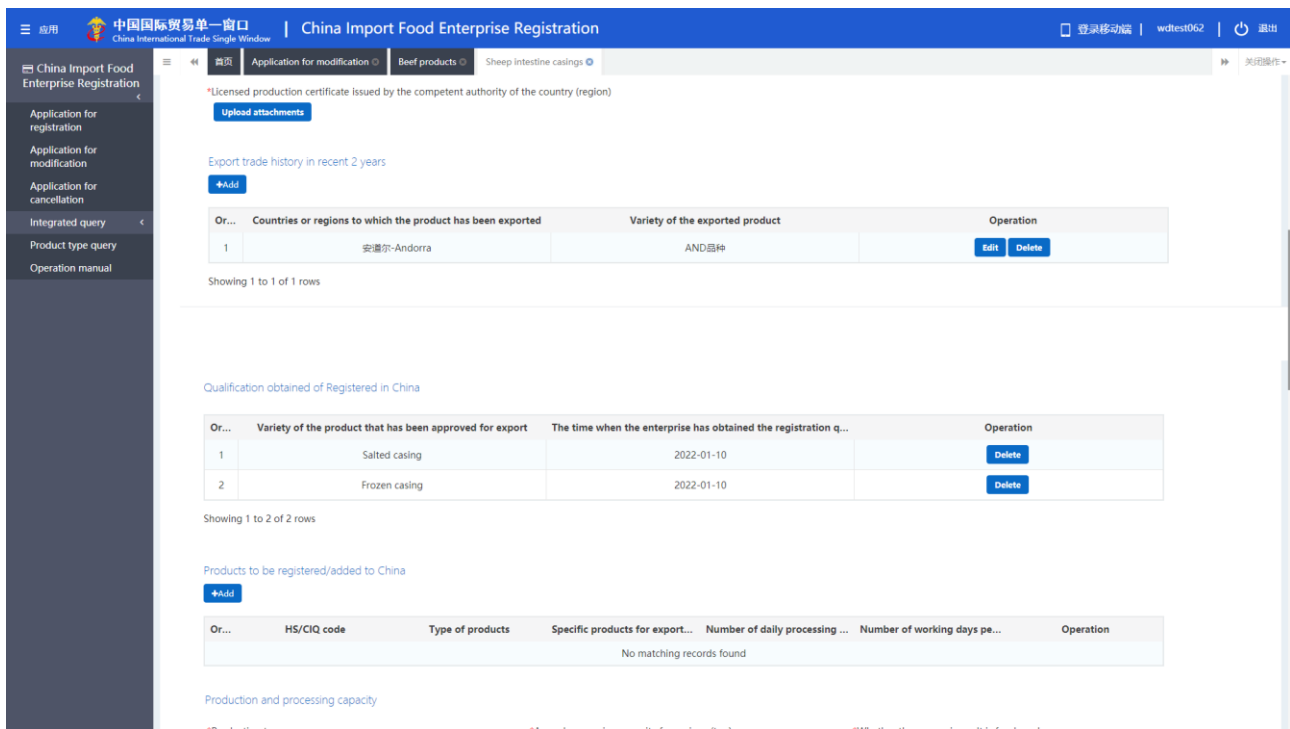 应用
中国国际贸易单一窗口 | China Import Food Enterprise Registration
China International Trade Single Window
登录移动端 | wdtest062 | 退出
China Import Food
Enterprise Registration
Application for
registration
Application for
modification
Application for
cancellation
Integrated query
Product type query
Operation manual
首页 Application for modification Beef products Sheep intestine casings 关闭操作
*Licensed production certificate issued by the competent authority of the country (region)
Upload attachments
Export trade history in recent 2 years
+Add
Or... Countries or regions to which the product has been exported Variety of the exported product Operation
1 安道尔-Andorra AND品种 Edit Delete
Showing 1 to 1 of 1 rows
Qualification obtained of Registered in China
Or... Variety of the product that has been approved for export The time when the enterprise has obtained the registration q... Operation
1 Salted casing 2022-01-10 Delete
2 Frozen casing 2022-01-10 Delete
Showing 1 to 2 of 2 rows
Products to be registered/added to China
+Add
Or... HS/CIQ code Type of products Specific products for export... Number of daily processing ... Number of working days pe... Operation
No matching records found
Production and processing capacity